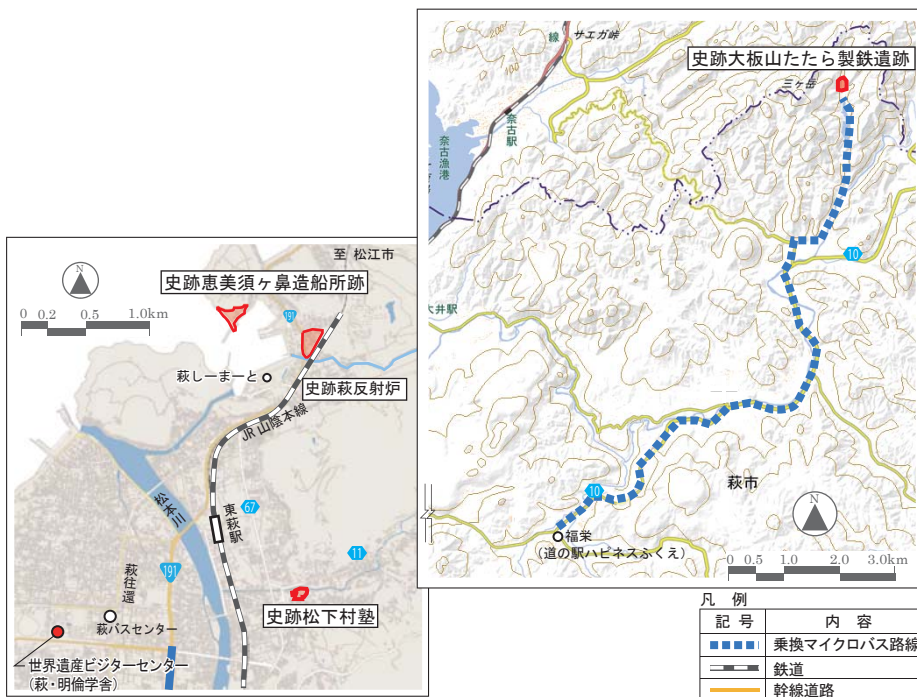 サエガ峠
線
史跡大板山たたら製鉄遺跡
三ヶ岳
奈古駅
奈古漁港
10
大井駅
萩市
10
N
福栄
(道の駅ハピネスふくえ)
0 0.5 1.0 2.0 3.0km
至 松江市
N
史跡恵美須ヶ鼻造船所跡
0 0.2 0.5 1.0km
191
萩しーまーと
史跡萩反射炉
JR山陰本線
松本川
東萩駅
67
11
191
萩往還
萩バスセンター
史跡松下村塾
世界遺産ビジターセンター
(萩・明倫学舎)
凡 例
記 号 内 容
乗換マイクロバス路線
鉄道
幹線道路